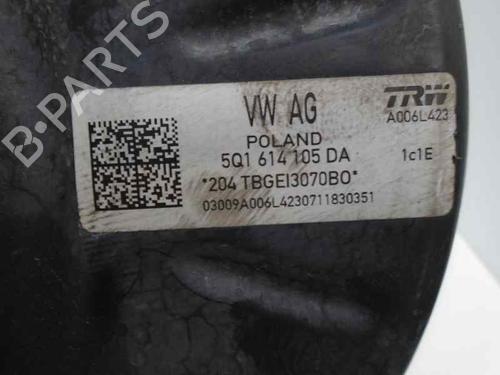 VW AG
TRW
A006L423
POLAND
5Q1 614 105 DA
1c1E
*204 TBGEI3070BO*
03009A006L4230711830351
B-PARTS